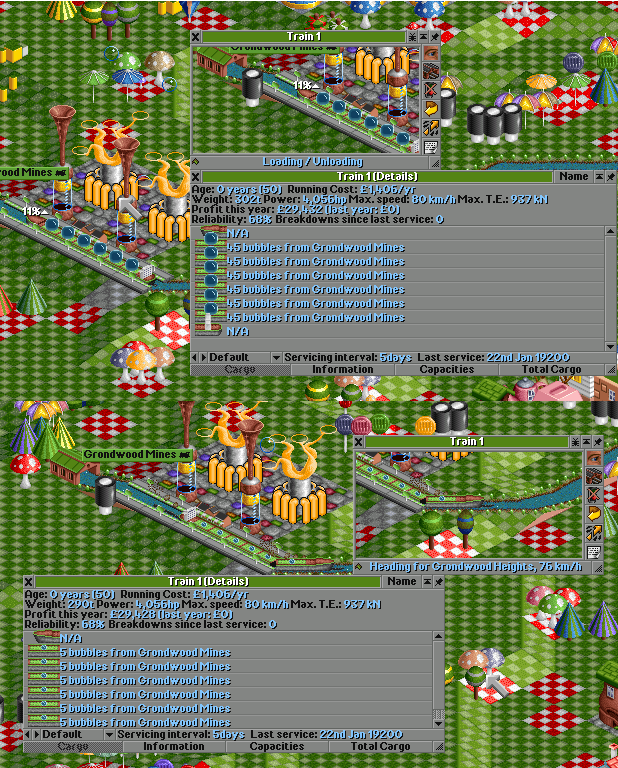 Train 1
Grondwood Mines
11%
Loading / Unloading
Train 1 (Details)
Name
Age: 0 years (50) Running Cost: £1,406/yr
Weight: 302t Power: 4,056hp Max. speed: 80 km/h Max. T.E.: 937 kN
Profit this year: £29,432 (last year: £0)
Reliability: 68% Breakdowns since last service: 0
N/A
45 bubbles from Grondwood Mines
45 bubbles from Grondwood Mines
45 bubbles from Grondwood Mines
45 bubbles from Grondwood Mines
45 bubbles from Grondwood Mines
45 bubbles from Grondwood Mines
N/A
Default
Servicing interval: 5days Last service: 22nd Jan 19200
Cargo
Information
Capacities
Total Cargo
ood Mines
11%
Grondwood Mines
Train 1
Heading for Grondwood Heights, 76 km/h
Train 1 (Details)
Name
Age: 0 years (50) Running Cost: £1,406/yr
Weight: 290t Power: 4,056hp Max. speed: 80 km/h Max. T.E.: 937 kN
Profit this year: £29,428 (last year: £0)
Reliability: 68% Breakdowns since last service: 0
N/A
5 bubbles from Grondwood Mines
5 bubbles from Grondwood Mines
5 bubbles from Grondwood Mines
5 bubbles from Grondwood Mines
5 bubbles from Grondwood Mines
5 bubbles from Grondwood Mines
Default
Servicing interval: 5days Last service: 22nd Jan 19200
Cargo
Information
Capacities
Total Cargo